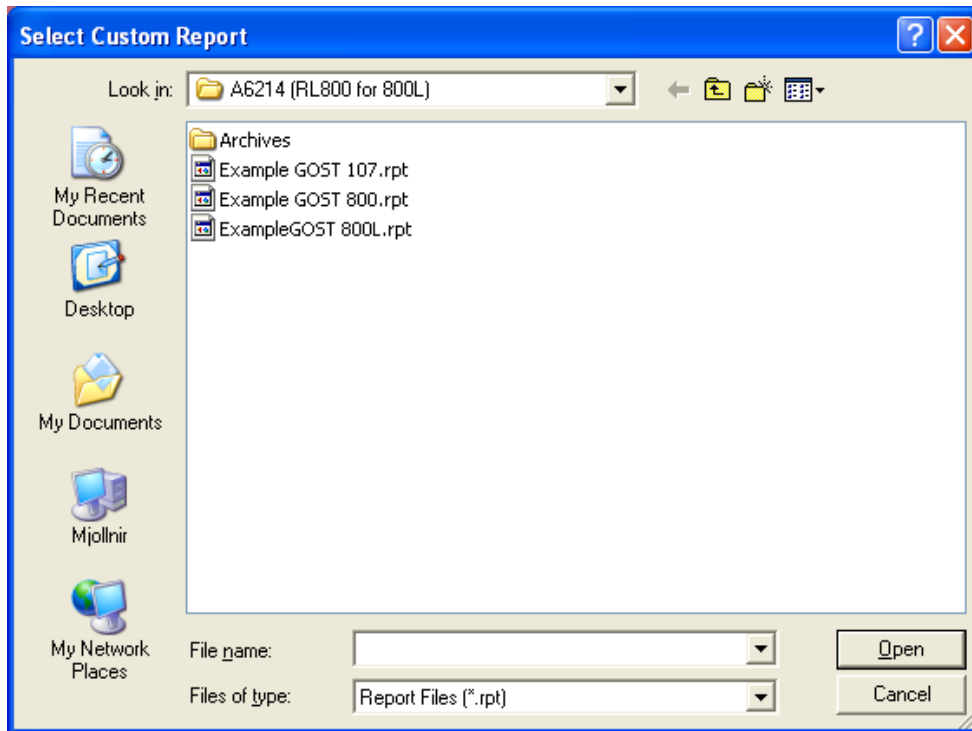 Select Custom Report
Look in:
A6214 (RL800 for 800L)
Archives
Example GOST 107.rpt
Example GOST 800.rpt
ExampleGOST 800L.rpt
My Recent
Documents
Desktop
My Documents
Mjollnir
My Network
Places
File name:
Open
Files of type:
Report Files (*.rpt)
Cancel